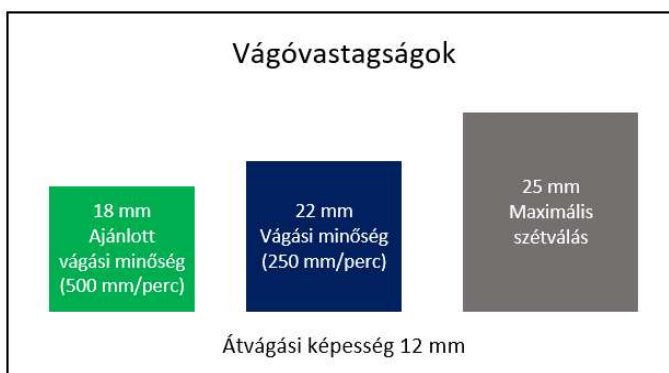 Vágóvastagságok
18 mm
Ajánlott
vágási minőség
(500 mm/perc)
22 mm
Vágási minőség
(250 mm/perc)
25 mm
Maximális
szétválás
Átvágási képesség 12 mm